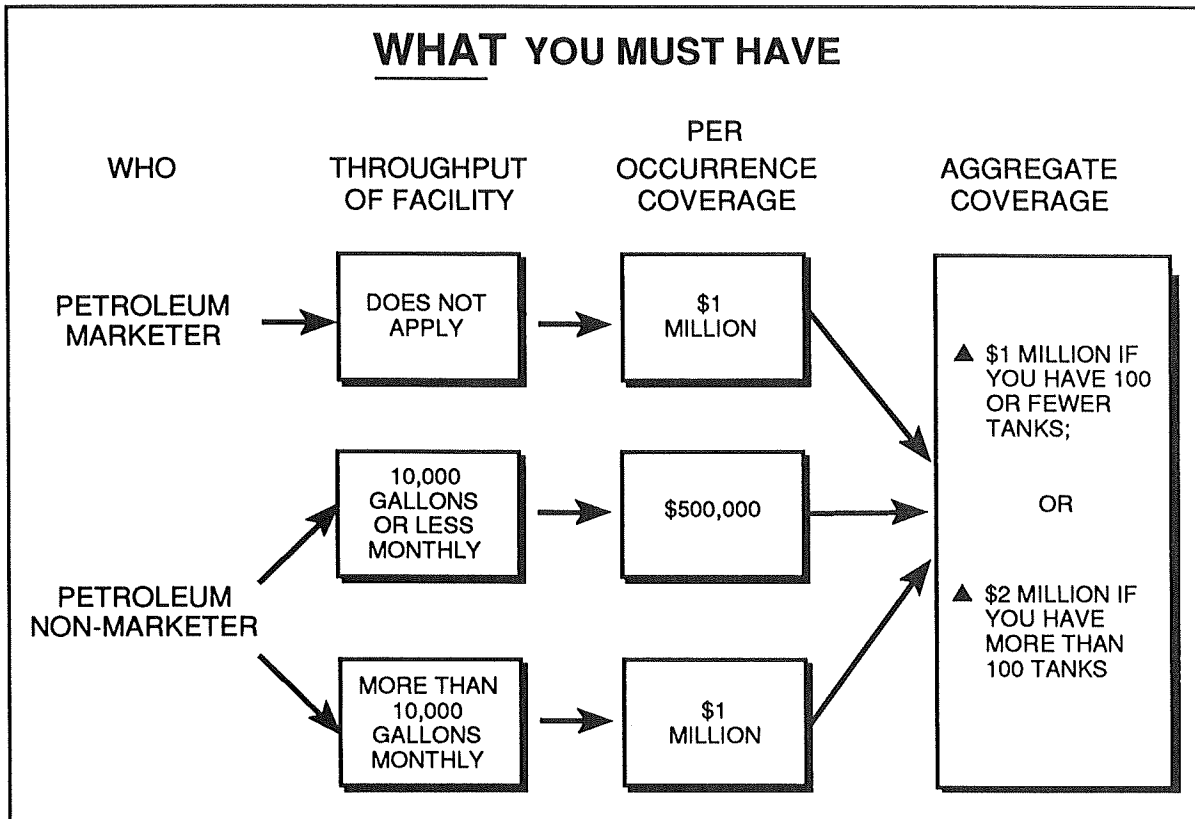 WHAT YOU MUST HAVE
WHO
THROUGHPUT
OF FACILITY
PER
OCCURRENCE
COVERAGE
AGGREGATE
COVERAGE
PETROLEUM
MARKETER
DOES NOT
APPLY
$1
MILLION
PETROLEUM
NON-MARKETER
10,000
GALLONS
OR LESS
MONTHLY
$500,000
MORE THAN
10,000
GALLONS
MONTHLY
$1
MILLION
▲ $1 MILLION IF
YOU HAVE 100
OR FEWER
TANKS;
OR
▲ $2 MILLION IF
YOU HAVE
MORE THAN
100 TANKS